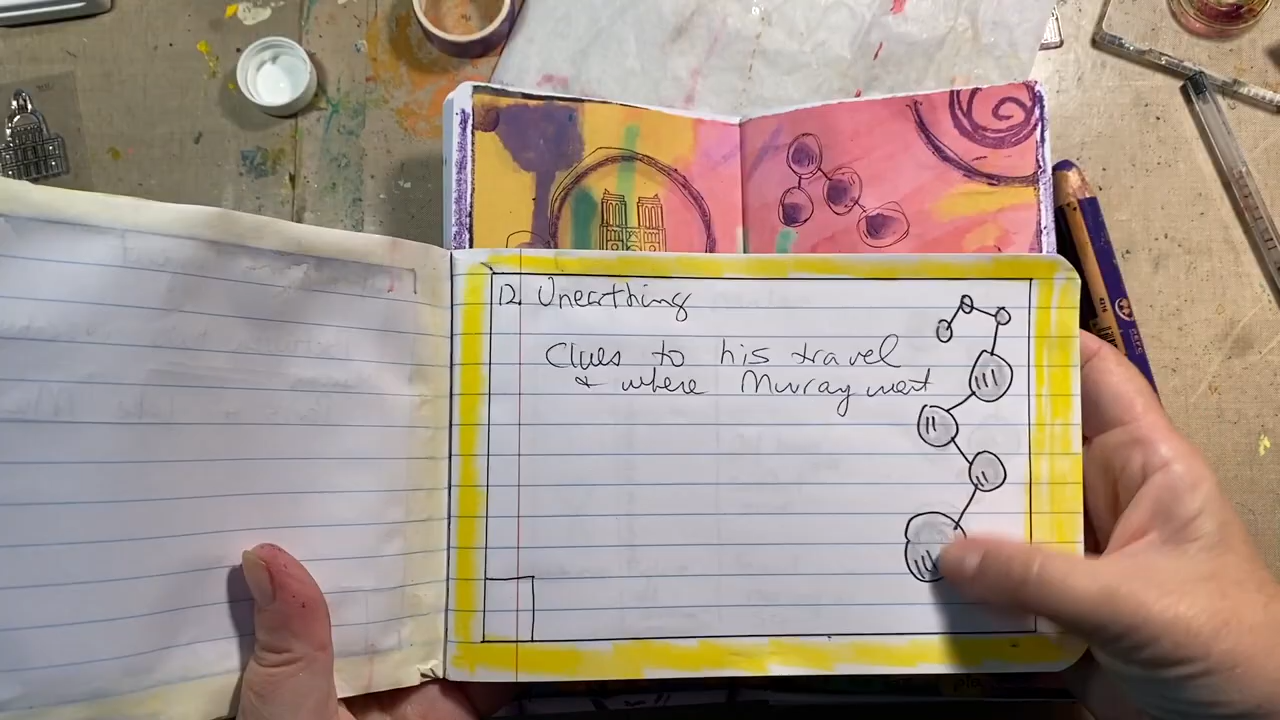 12. Unearthing
Clues to his travel
+ where Murray went